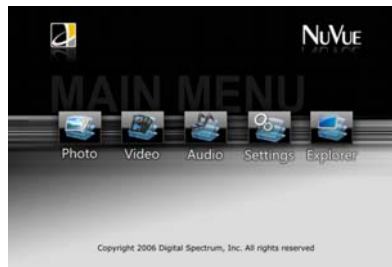 NUVUE
MAIN MENU
Photo Video Audio Settings Explorer
Copyright 2006 Digital Spectrum, Inc. All rights reserved